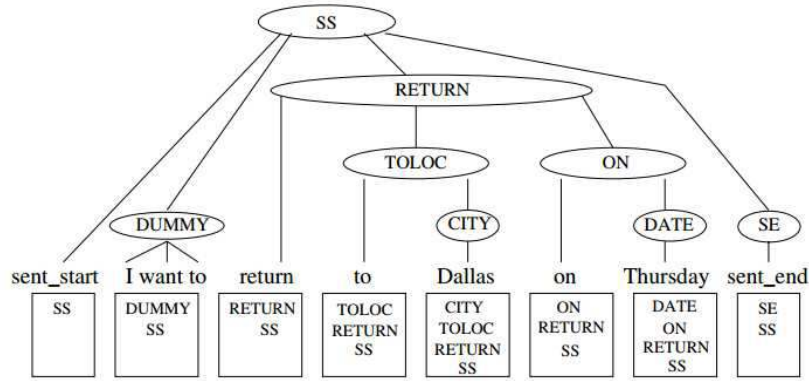 SS
RETURN
TOLOC ON
DUMMY CITY DATE SE
sent_start I want to return to Dallas on Thursday sent_end
SS DUMMY RETURN TOLOC CITY ON DATE SE
SS SS RETURN TOLOC RETURN ON SS
SS RETURN SS RETURN
SS SS